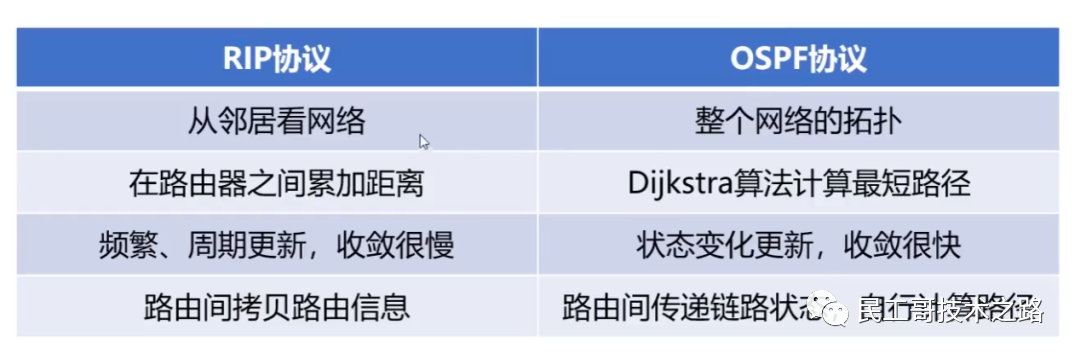 RIP协议
OSPF协议
从邻居看网络
整个网络的拓扑
在路由器之间累加距离
Dijkstra算法计算最短路径
频繁、周期更新，收敛很慢
状态变化更新，收敛很快
路由间拷贝路由信息
路由间传递链路状态，自行计算路径
民工哥技术之路